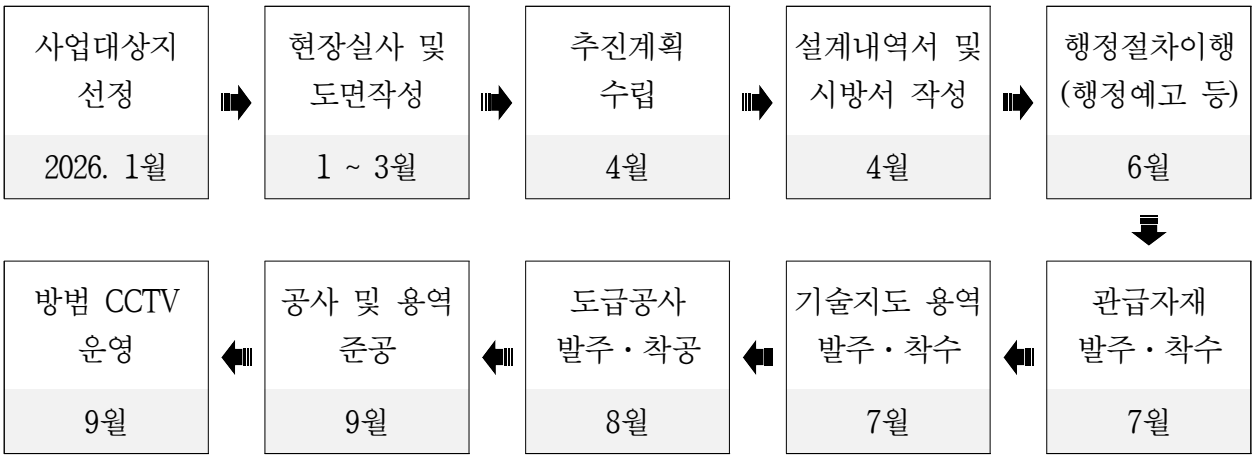 사업대상지
선정
2026. 1월
현장실사 및
도면작성
1 ~ 3월
추진계획
수립
4월
설계내역서 및
시방서 작성
4월
행정절차이행
(행정예고 등)
6월
관급자재
발주·착수
7월
기술지도 용역
발주·착수
7월
도급공사
발주·착공
8월
공사 및 용역
준공
9월
방범 CCTV
운영
9월